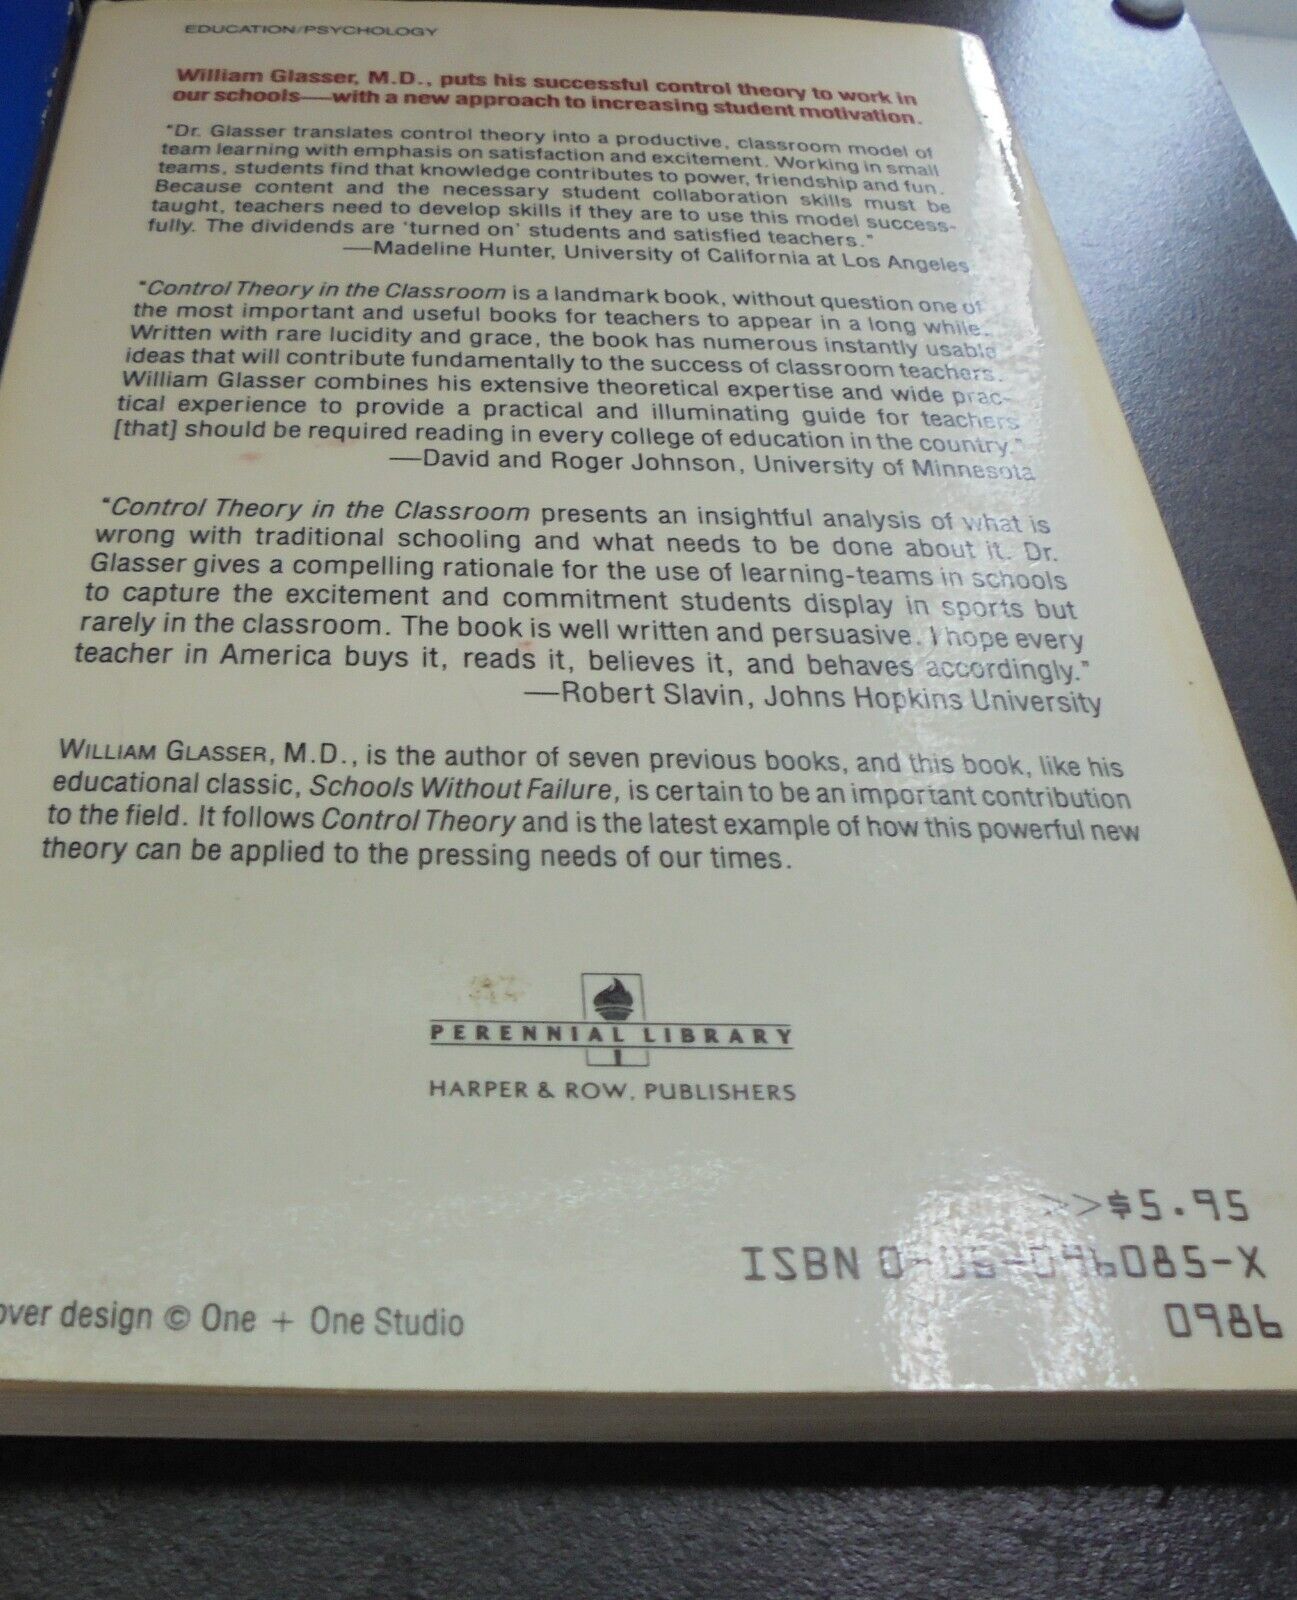 EDUCATION/PSYCHOLOGY
William Glasser, M.D., puts his successful control theory to work in
our schools—with a new approach to increasing student motivation.
"Dr. Glasser translates control theory into a productive, classroom model of
team learning with emphasis on satisfaction and excitement. Working in small
teams, students find that knowledge contributes to power, friendship and fun.
Because content and the necessary student collaboration skills must be
taught, teachers need to develop skills if they are to use this model success-
fully. The dividends are 'turned on' students and satisfied teachers."
—Madeline Hunter, University of California at Los Angeles
"Control Theory in the Classroom is a landmark book, without question one of
the most important and useful books for teachers to appear in a long while.
Written with rare lucidity and grace, the book has numerous instantly usable
ideas that will contribute fundamentally to the success of classroom teachers.
William Glasser combines his extensive theoretical expertise and wide prac-
tical experience to provide a practical and illuminating guide for teachers
[that] should be required reading in every college of education in the country."
—David and Roger Johnson, University of Minnesota
"Control Theory in the Classroom presents an insightful analysis of what is
wrong with traditional schooling and what needs to be done about it. Dr.
Glasser gives a compelling rationale for the use of learning-teams in schools
to capture the excitement and commitment students display in sports but
rarely in the classroom. The book is well written and persuasive. I hope every
teacher in America buys it, reads it, believes it, and behaves accordingly."
—Robert Slavin, Johns Hopkins University
WILLIAM GLASSER, M.D., is the author of seven previous books, and this book, like his
educational classic, Schools Without Failure, is certain to be an important contribution
to the field. It follows Control Theory and is the latest example of how this powerful new
theory can be applied to the pressing needs of our times.
PERENNIAL LIBRARY
HARPER & ROW, PUBLISHERS
>>$5.95
ISBN 0-06-096085-X
0986
over design © One + One Studio